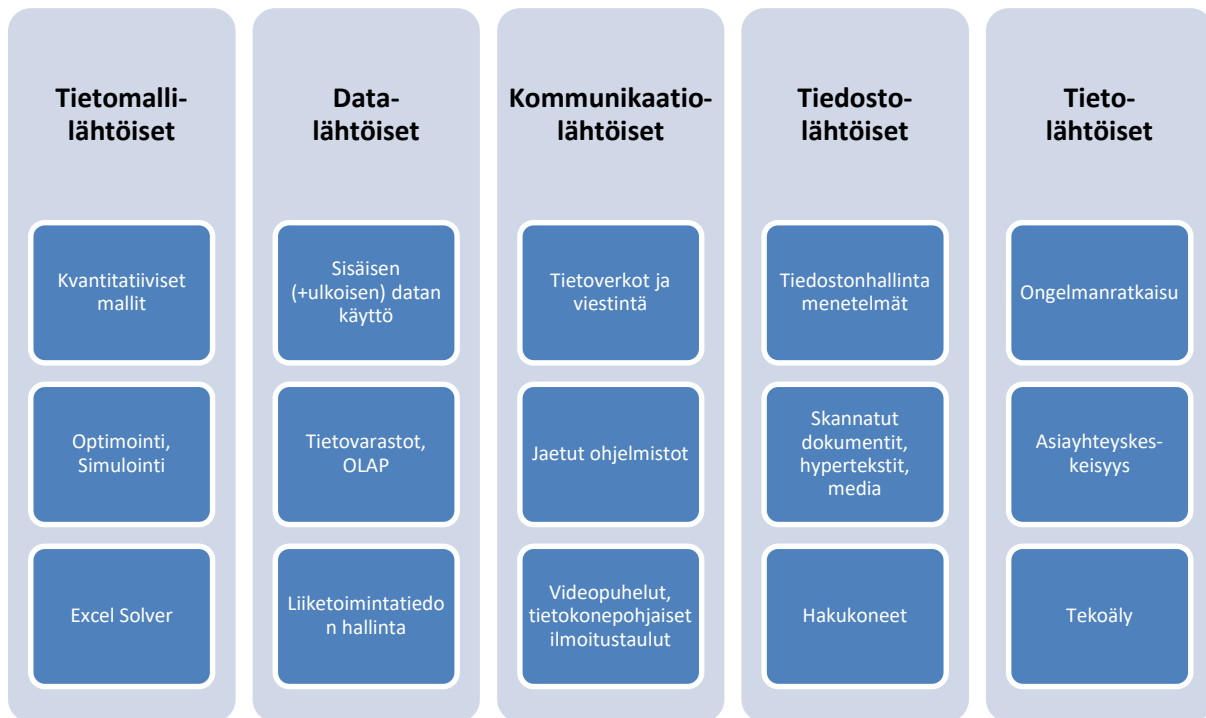 Tietomalli-
lähtöiset
Kvantitatiiviset
mallit
Optimointi,
Simulointi
Excel Solver
Data-
lähtöiset
Sisäisen
(+ulkoisen) datan
käyttö
Tietovarastot,
OLAP
Liiketoimintatiedo
n hallinta
Kommunikaatio-
lähtöiset
Tietoverkot ja
viestintä
Jaetut ohjelmistot
Videopuhelut,
tietokonepohjaiset
ilmoitustaulut
Tiedosto-
lähtöiset
Tiedostonhallinta
menetelmät
Skannatut
dokumentit,
hypertekstit,
media
Hakukoneet
Tieto-
lähtöiset
Ongelmanratkaisu
Asiayhteyskes-
keisyys
Tekoäly